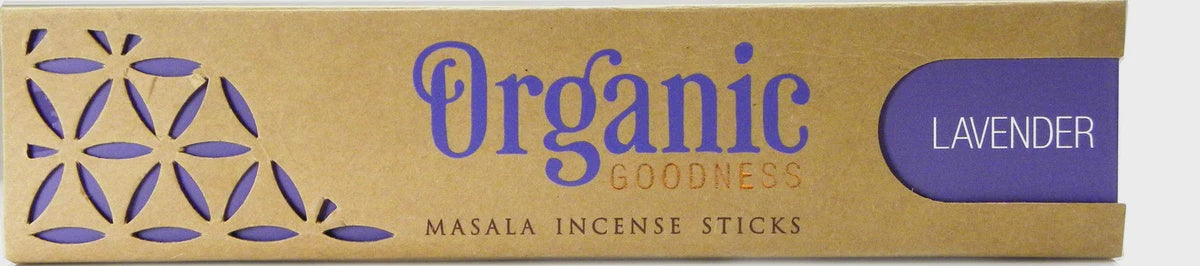 Organic
GOODNESS
MASALA INCENSE STICKS
LAVENDER